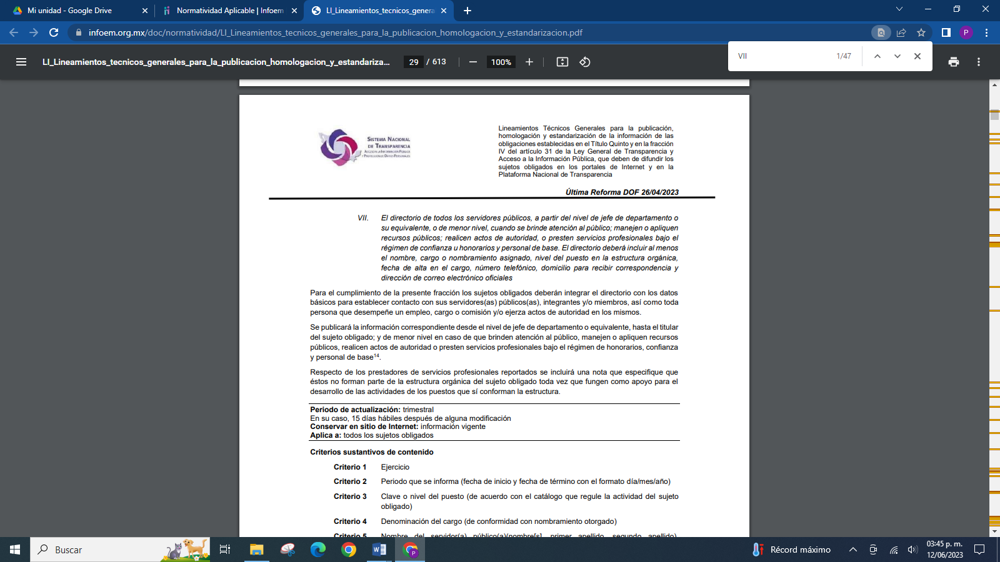 Mi unidad - Google Drive
Normatividad Aplicable | Infoem
LI_Lineamientos_tecnicos_genera
infoem.org.mx/doc/normatividad/LI_Lineamientos_tecnicos_generales_para_la_publicacion_homologacion_y_estandarizacion.pdf
P
LI_Lineamientos_tecnicos_generales_para_la_publicacion_homologacion_y_estandariza...
29 / 613
100%
VII
1/47
SISTEMA NACIONAL
DE TRANSPARENCIA
ACCESO A LA INFORMACIÓN PÚBLICA
Y PROTECCIÓN DE DATOS PERSONALES
Lineamientos Técnicos Generales para la publicación,
homologación y estandarización de la información de las
obligaciones establecidas en el Título Quinto y en la fracción
IV del artículo 31 de la Ley General de Transparencia y
Acceso a la Información Pública, que deben de difundir los
sujetos obligados en los portales de Internet y en la
Plataforma Nacional de Transparencia
Última Reforma DOF 26/04/2023
VII. El directorio de todos los servidores públicos, a partir del nivel de jefe de departamento o
su equivalente, o de menor nivel, cuando se brinde atención al público; manejen o apliquen
recursos públicos; realicen actos de autoridad, o presten servicios profesionales bajo el
régimen de confianza u honorarios y personal de base. El directorio deberá incluir al menos
el nombre, cargo o nombramiento asignado, nivel del puesto en la estructura orgánica,
fecha de alta en el cargo, número telefónico, domicilio para recibir correspondencia y
dirección de correo electrónico oficiales
Para el cumplimiento de la presente fracción los sujetos obligados deberán integrar el directorio con los datos
básicos para establecer contacto con sus servidores(as) públicos(as), integrantes y/o miembros, así como toda
persona que desempeñe un empleo, cargo o comisión y/o ejerza actos de autoridad en los mismos.
Se publicará la información correspondiente desde el nivel de jefe de departamento o equivalente, hasta el titular
del sujeto obligado; y de menor nivel en caso de que brinden atención al público, manejen o apliquen recursos
públicos, realicen actos de autoridad o presten servicios profesionales bajo el régimen de honorarios, confianza
y personal de base14.
Respecto de los prestadores de servicios profesionales reportados se incluirá una nota que especifique que
éstos no forman parte de la estructura orgánica del sujeto obligado toda vez que fungen como apoyo para el
desarrollo de las actividades de los puestos que sí conforman la estructura.
Periodo de actualización: trimestral
En su caso, 15 días hábiles después de alguna modificación
Conservar en sitio de Internet: información vigente
Aplica a: todos los sujetos obligados
Criterios sustantivos de contenido
Criterio 1 Ejercicio
Criterio 2 Periodo que se informa (fecha de inicio y fecha de término con el formato día/mes/año)
Criterio 3 Clave o nivel del puesto (de acuerdo con el catálogo que regule la actividad del sujeto
obligado)
Criterio 4 Denominación del cargo (de conformidad con nombramiento otorgado)
Criterio 5 Nombre del servidor(a) público(a)(nombre[s], primer apellido, segundo apellido).
Buscar
Récord máximo
03:45 p. m.
12/06/2023